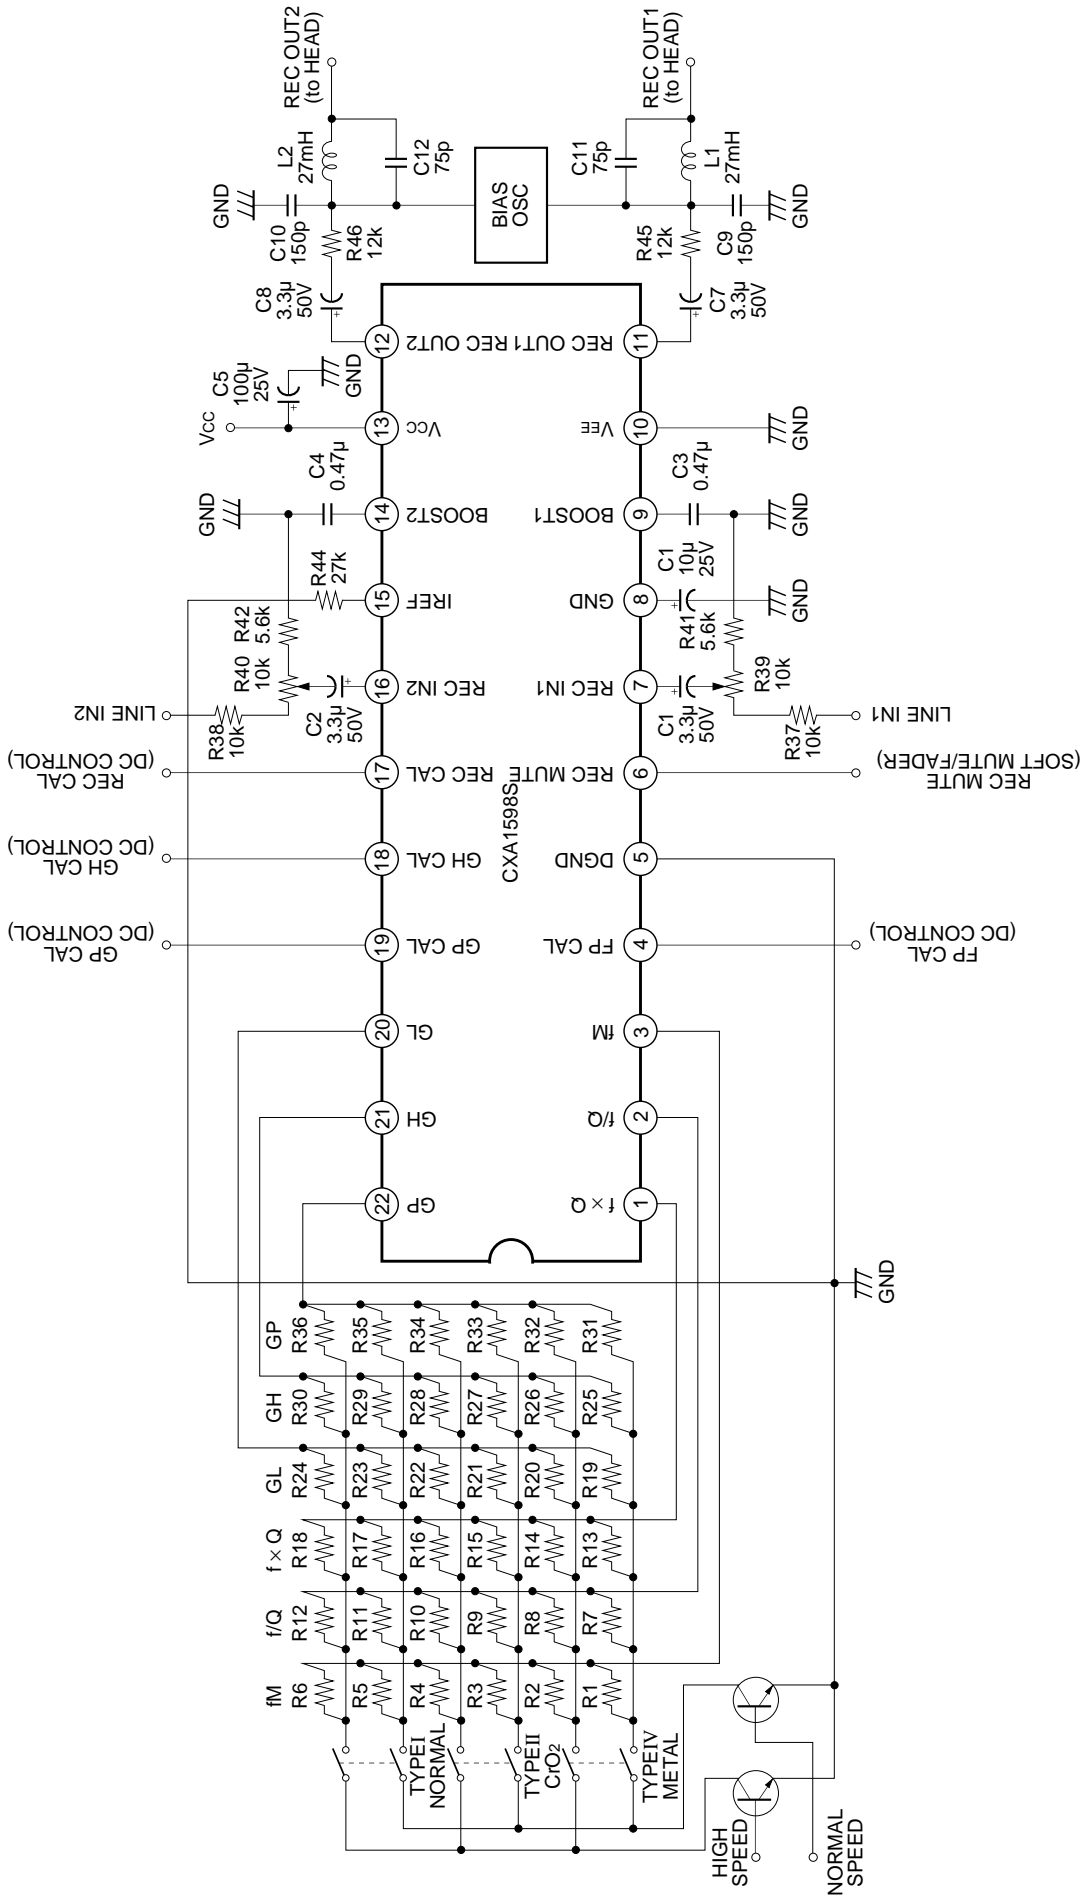 REC OUT2
(to HEAD)
REC OUT1
(to HEAD)
L2
27mH
C12
75p
C11
75p
L1
27mH
GND
C10
150p
R46
12k
BIAS
OSC
R45
12k
C9
150p
GND
C8
3.3µ
50V
C7
3.3µ
50V
12
REC OUT2
REC OUT1
11
Vcc
C5
100µ
25V
GND
13
Vcc
VEE
10
GND
GND
C4
0.47µ
14
BOOST2
BOOST1
9
C3
0.47µ
GND
R44
27k
15
IREF
GND
8
C1
10µ
25V
GND
R42
5.6k
R40
10k
R41
5.6k
R39
10k
LINE IN2
R38
10k
C2
3.3µ
50V
16
REC IN2
REC IN1
7
C1
3.3µ
50V
R37
10k
LINE IN1
REC CAL
(DC CONTROL)
17
REC CAL
REC MUTE
6
REC MUTE
(SOFT MUTE/FADER)
CXA1598S
GH CAL
(DC CONTROL)
18
GH CAL
DGND
5
GP CAL
(DC CONTROL)
19
GP CAL
FP CAL
4
FP CAL
(DC CONTROL)
20
GL
fM
3
21
GH
f/Q
2
22
GP
f × Q
1
GND
GP
R36
R35
R34
R33
R32
R31
GH
R30
R29
R28
R27
R26
R25
GL
R24
R23
R22
R21
R20
R19
f × Q
R18
R17
R16
R15
R14
R13
f/Q
R12
R11
R10
R9
R8
R7
fM
R6
R5
R4
R3
R2
R1
TYPEI
NORMAL
TYPEII
CrO2
TYPEIV
METAL
HIGH
SPEED
NORMAL
SPEED